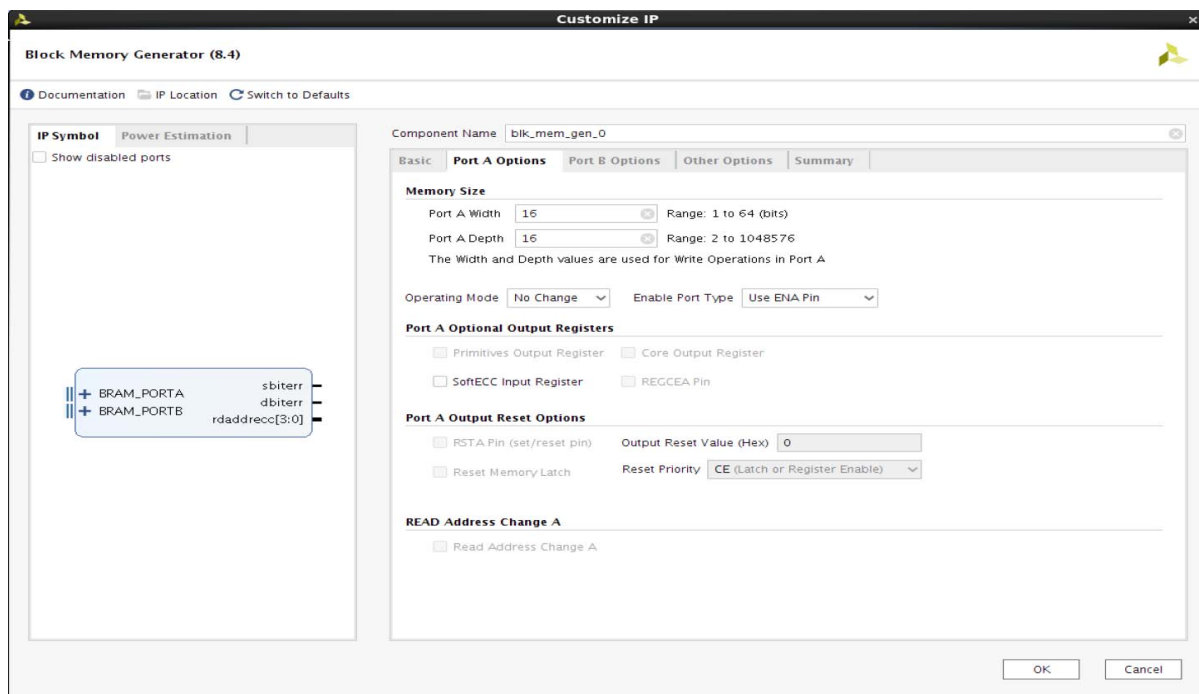 Customize IP
Block Memory Generator (8.4)
Documentation IP Location Switch to Defaults
IP Symbol Power Estimation
Show disabled ports
BRAM_PORTA
BRAM_PORTB
sbiterr
dbiterr
rdaddrecc[3:0]
Component Name blk_mem_gen_0
Basic Port A Options Port B Options Other Options Summary
Memory Size
Port A Width 16 Range: 1 to 64 (bits)
Port A Depth 16 Range: 2 to 1048576
The Width and Depth values are used for Write Operations in Port A
Operating Mode No Change Enable Port Type Use ENA Pin
Port A Optional Output Registers
Primitives Output Register Core Output Register
SoftECC Input Register REGCEA Pin
Port A Output Reset Options
RSTA Pin (set/reset pin) Output Reset Value (Hex) 0
Reset Memory Latch Reset Priority CE (Latch or Register Enable)
READ Address Change A
Read Address Change A
OK Cancel